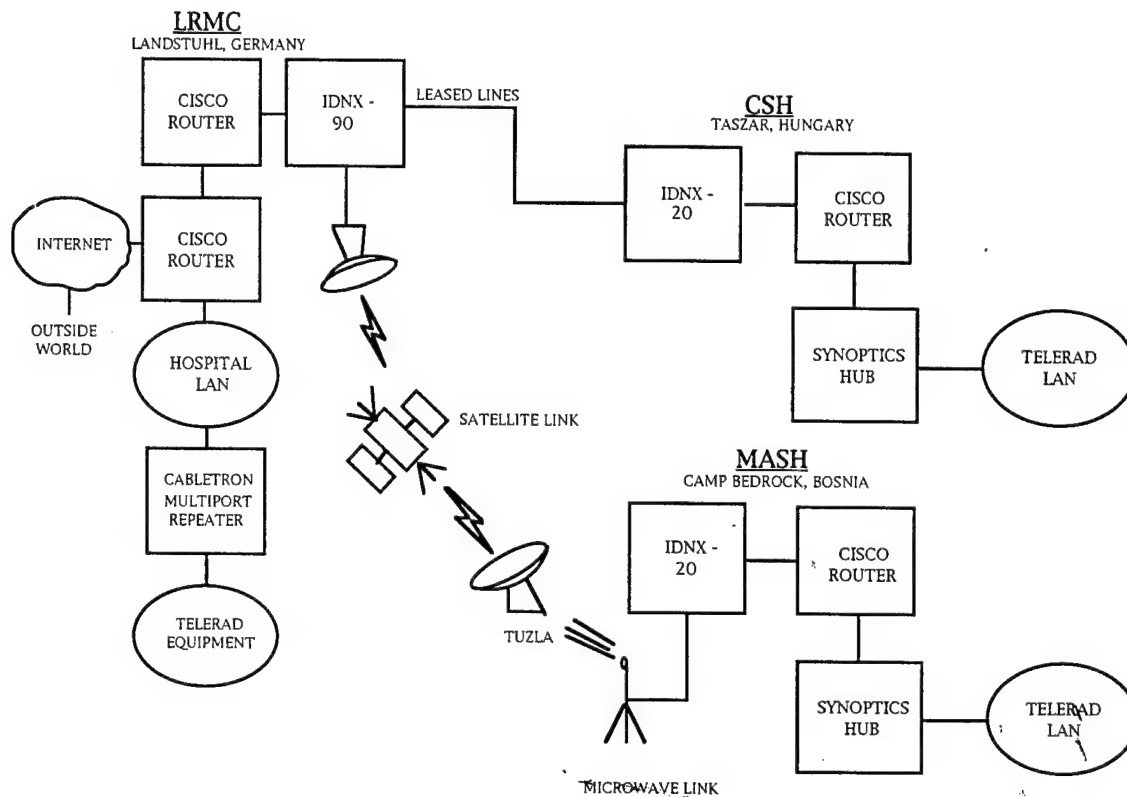 LRMC
LANDSTUHL, GERMANY
CISCO
ROUTER
IDNX -
90
LEASED LINES
CSH
TASZAR, HUNGARY
IDNX -
20
CISCO
ROUTER
INTERNET
CISCO
ROUTER
OUTSIDE
WORLD
HOSPITAL
LAN
SYNOPTICS
HUB
TELERAD
LAN
SATELLITE LINK
CABLETRON
MULTIPORT
REPEATER
MASH
CAMP BEDROCK, BOSNIA
IDNX -
20
CISCO
ROUTER
TELERAD
EQUIPMENT
TUZLA
SYNOPTICS
HUB
TELERAD
LAN
MICROWAVE LINK